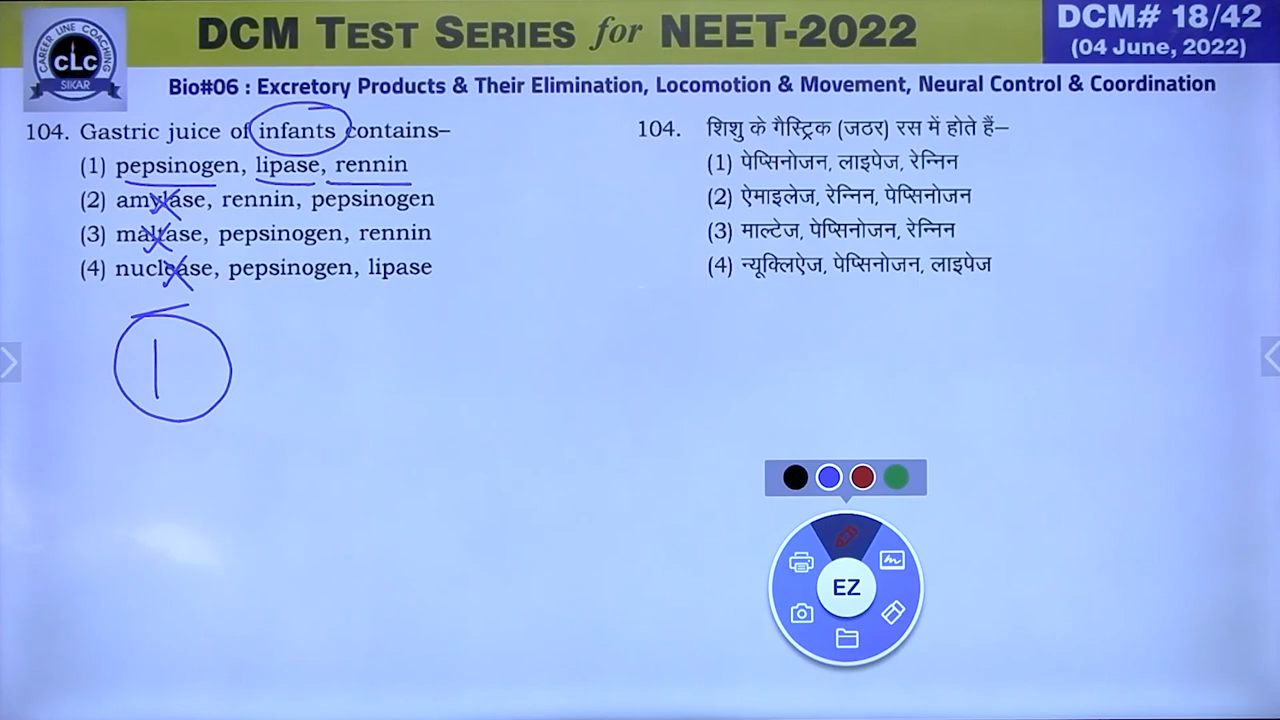 CAREER LINE COACHING
CLC
SIKAR
DCM TEST SERIES for NEET-2022
DCM# 18/42
(04 June, 2022)
Bio#06 : Excretory Products & Their Elimination, Locomotion & Movement, Neural Control & Coordination
104. Gastric juice of infants contains–
(1) pepsinogen, lipase, rennin
(2) amylase, rennin, pepsinogen
(3) maltase, pepsinogen, rennin
(4) nuclease, pepsinogen, lipase
1
104. शिशु के गैस्ट्रिक (जठर) रस में होते हैं–
(1) पेप्सिनोजन, लाइपेज, रेन्निन
(2) ऐमाइलेज, रेन्निन, पेप्सिनोजन
(3) माल्टेज, पेप्सिनोजन, रेन्निन
(4) न्यूक्लिऐज, पेप्सिनोजन, लाइपेज
EZ